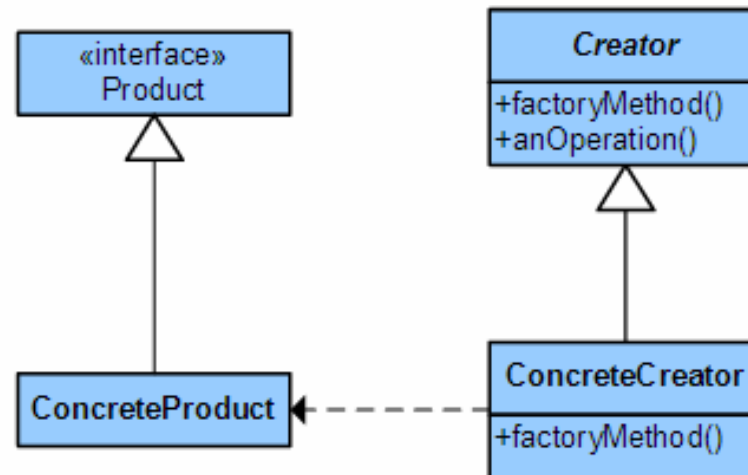 «interface»
Product
Creator
+factoryMethod()
+anOperation()
ConcreteProduct
ConcreteCreator
+factoryMethod()